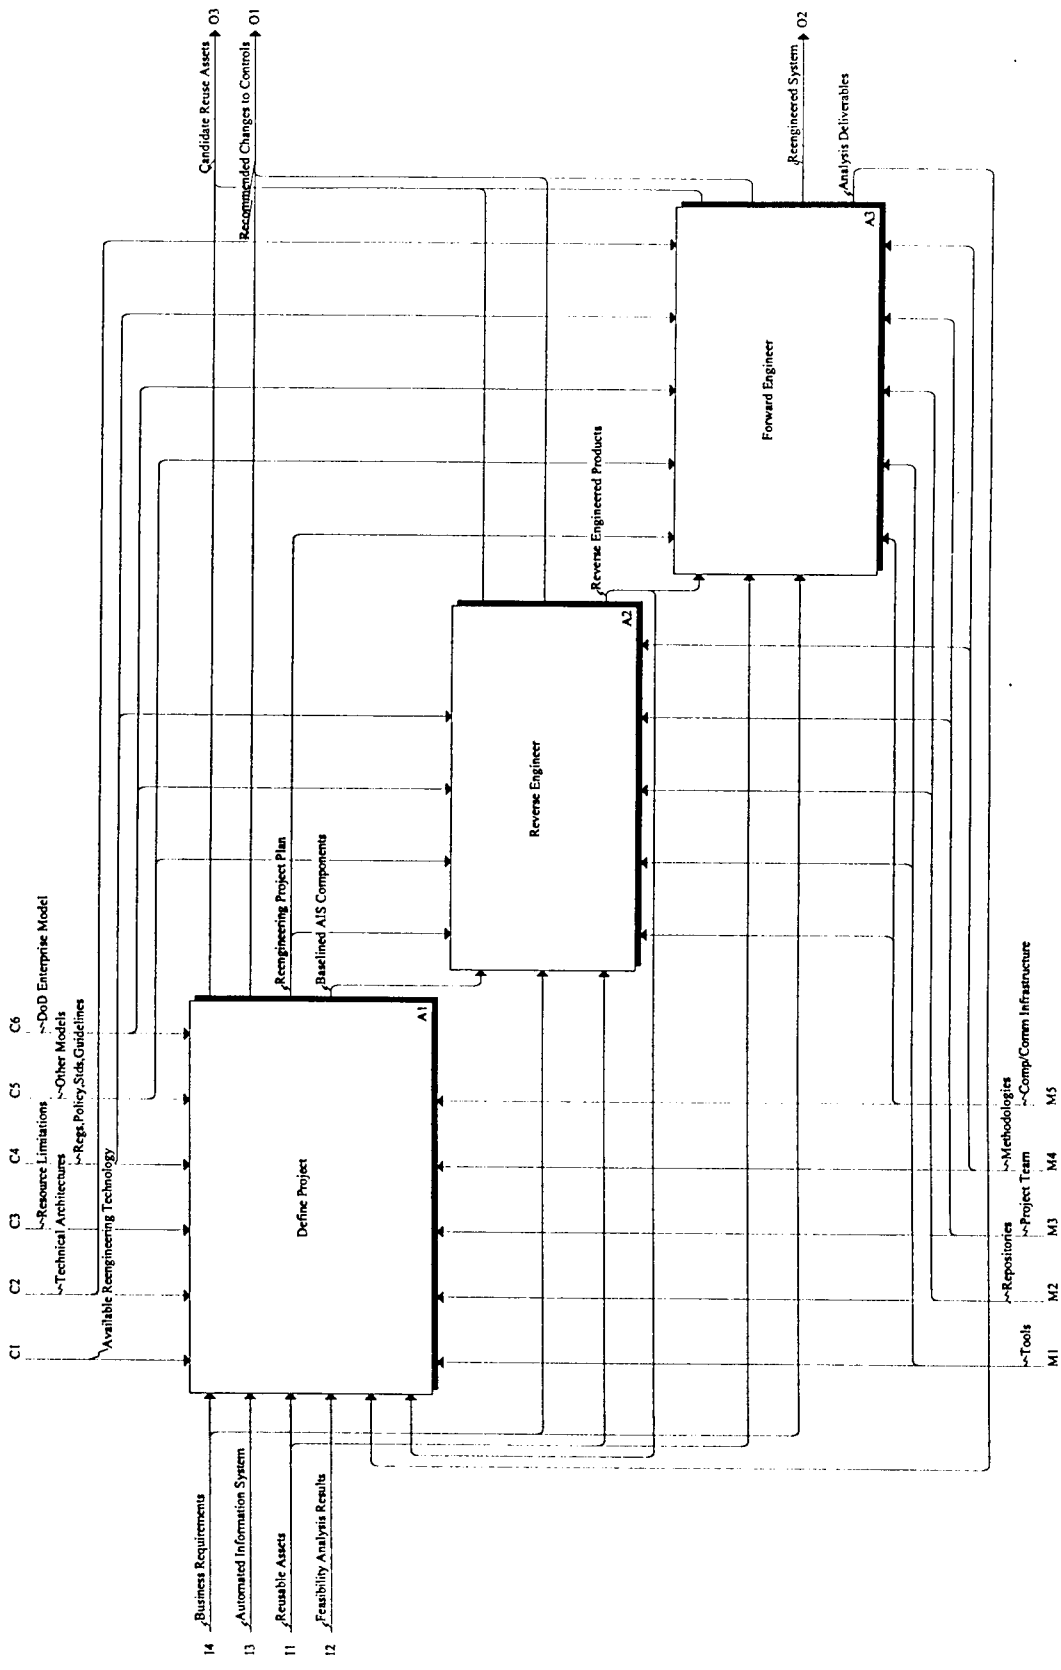 C1
C2
C3
C4
C5
C6
Available Reengineering Technology
Technical Architectures
Resource Limitations
Regs,Policy,Stds,Guidelines
Other Models
DoD Enterprise Model
I4
Business Requirements
I3
Automated Information System
I1
Reusable Assets
I2
Feasibility Analysis Results
Define Project
A1
Reengineering Project Plan
Baselined AIS Components
Reverse Engineer
A2
Reverse Engineered Products
Forward Engineer
A3
Candidate Reuse Assets
O3
Recommended Changes to Controls
O1
Reengineered System
O2
Analysis Deliverables
Tools
Repositories
Project Team
Methodologies
Comp/Comm Infrastructure
M1
M2
M3
M4
M5